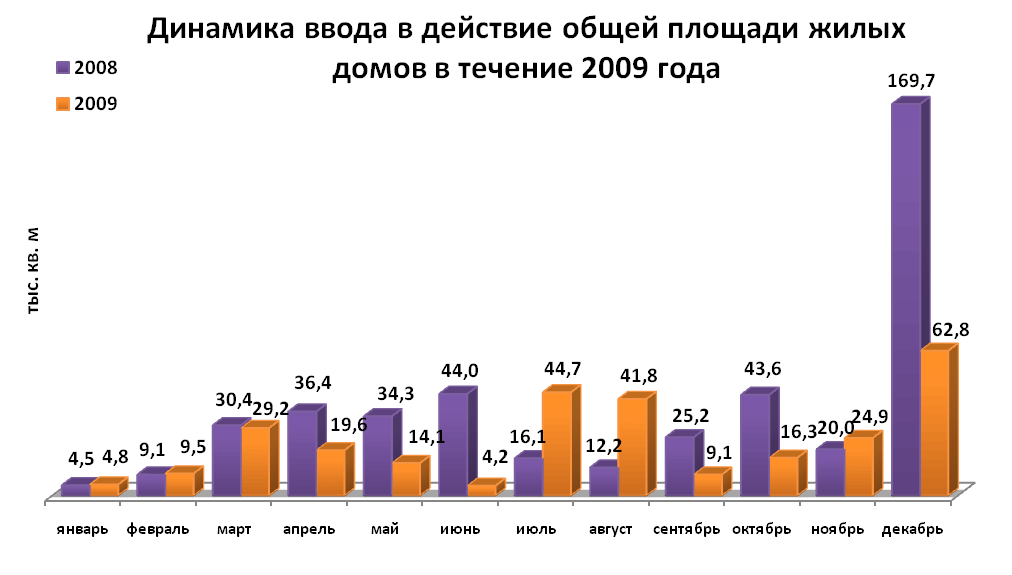 Динамика ввода в действие общей площади жилых
домов в течение 2009 года
2008
2009
тыс. кв. м
4,5 4,8 9,1 9,5 30,4 29,2 36,4 19,6 34,3 14,1 44,0 4,2 16,1 44,7 12,2 41,8 25,2 9,1 43,6 16,3 20,0 24,9 169,7 62,8
январь февраль март апрель май июнь июль август сентябрь октябрь ноябрь декабрь